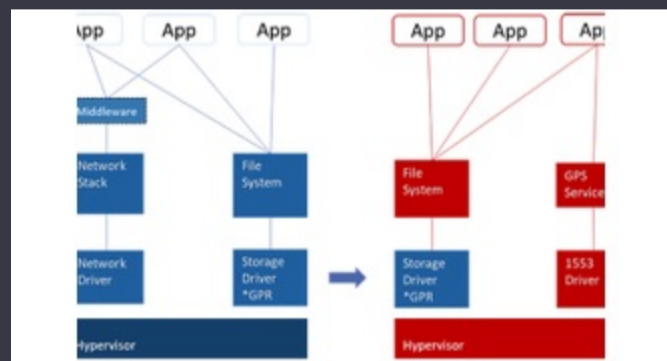 App App App App App App
Middleware
Network
Stack
File
System
File
System
GPS
Service
Network
Driver
Storage
Driver
*GPR
Storage
Driver
*GPR
1553
Driver
Hypervisor
Hypervisor